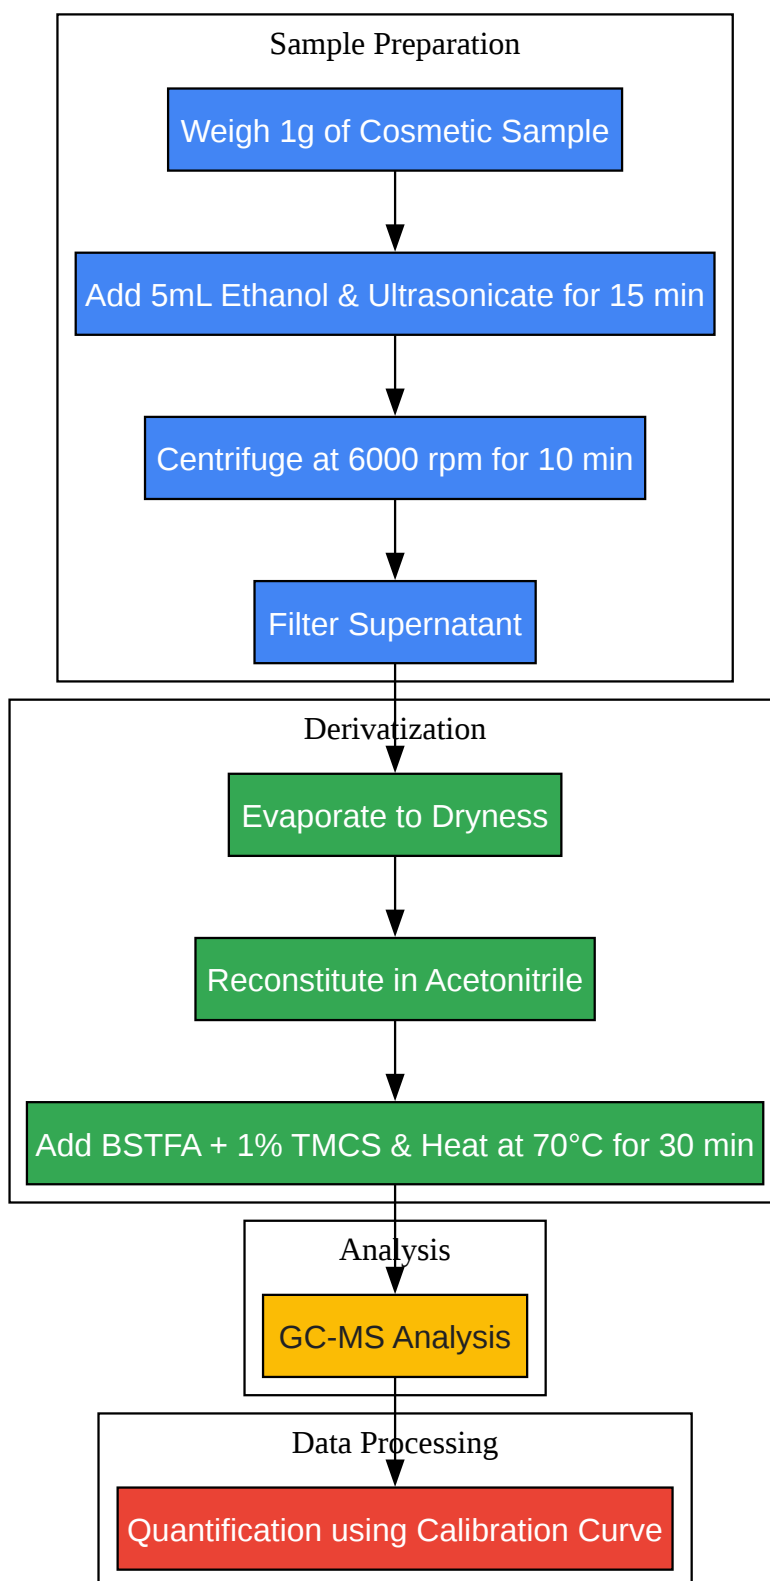 Sample Preparation
Weigh 1g of Cosmetic Sample
Add 5mL Ethanol & Ultrasonicate for 15 min
Centrifuge at 6000 rpm for 10 min
Filter Supernatant
Derivatization
Evaporate to Dryness
Reconstitute in Acetonitrile
Add BSTFA + 1% TMCS & Heat at 70°C for 30 min
Analysis
GC-MS Analysis
Data Processing
Quantification using Calibration Curve